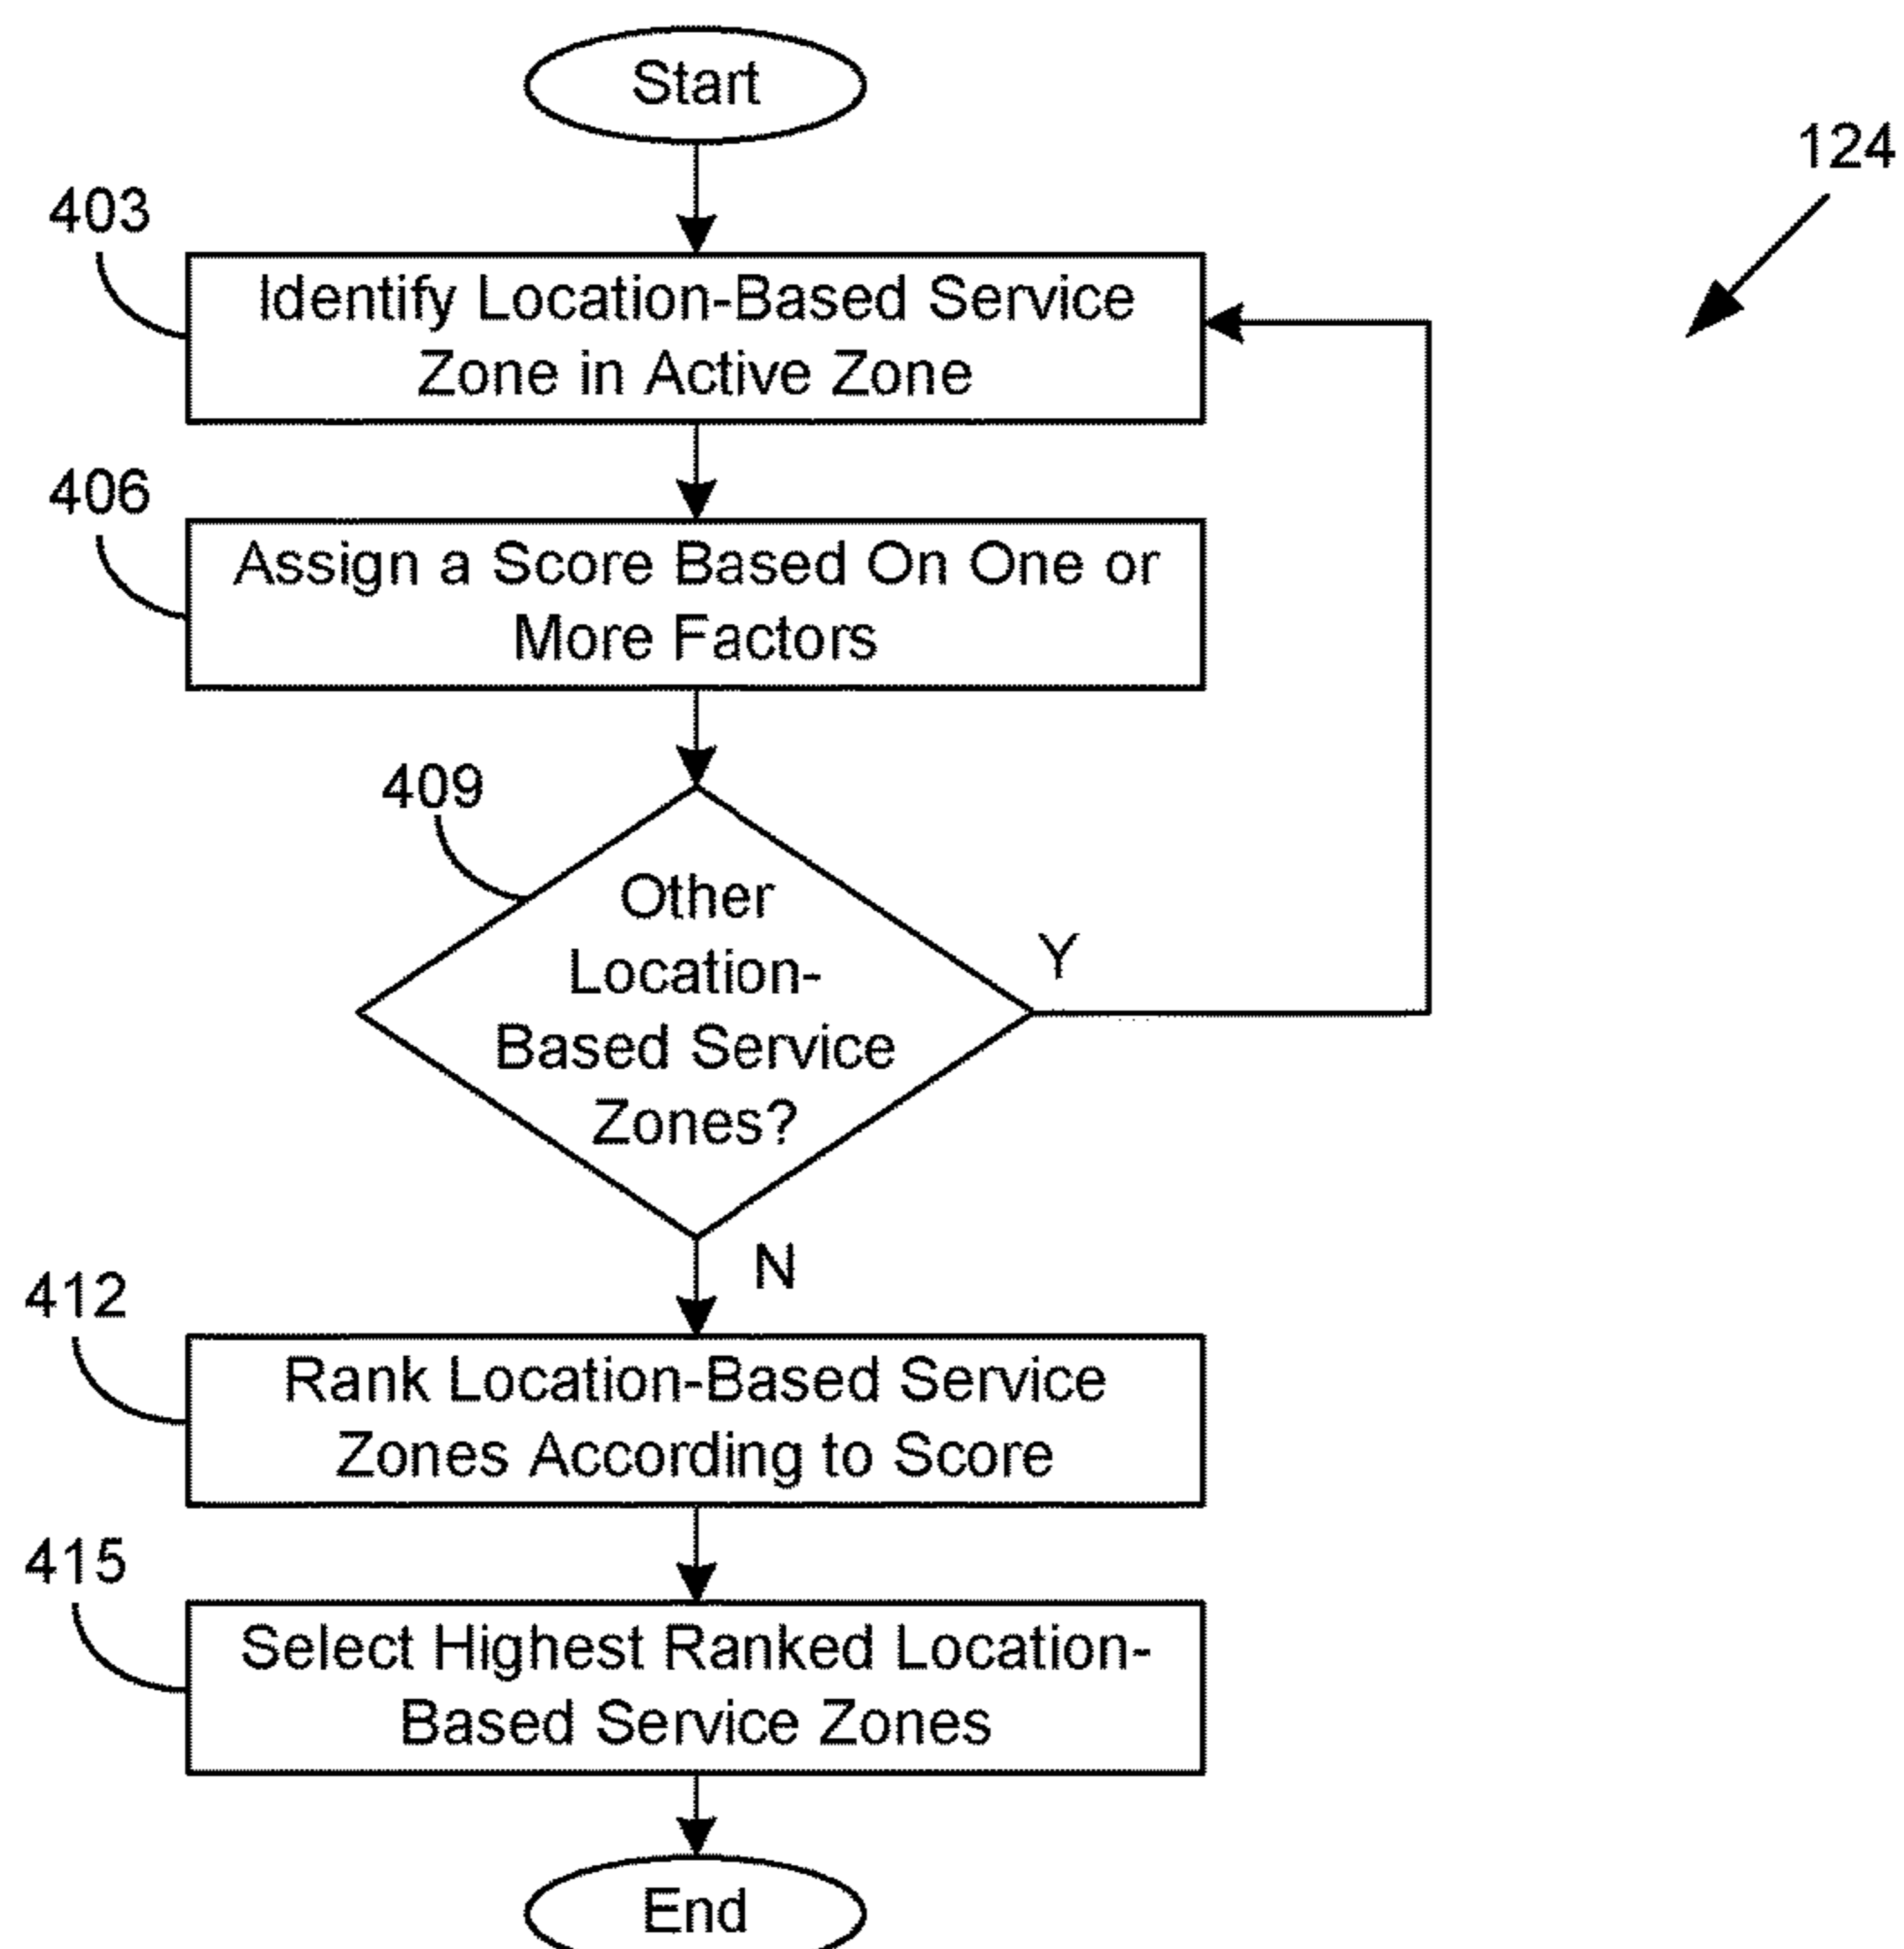 Start
124
403
Identify Location-Based Service
Zone in Active Zone
406
Assign a Score Based On One or
More Factors
409
Other
Location-
Based Service
Zones?
Y
N
412
Rank Location-Based Service
Zones According to Score
415
Select Highest Ranked Location-
Based Service Zones
End